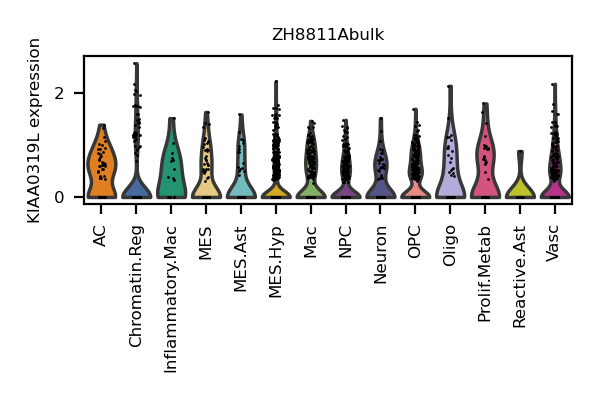 ZH8811Abulk
KIAA0319L expression
2
0
AC
Chromatin.Reg
Inflammatory.Mac
MES
MES.Ast
MES.Hyp
Mac
NPC
Neuron
OPC
Oligo
Prolif.Metab
Reactive.Ast
Vasc